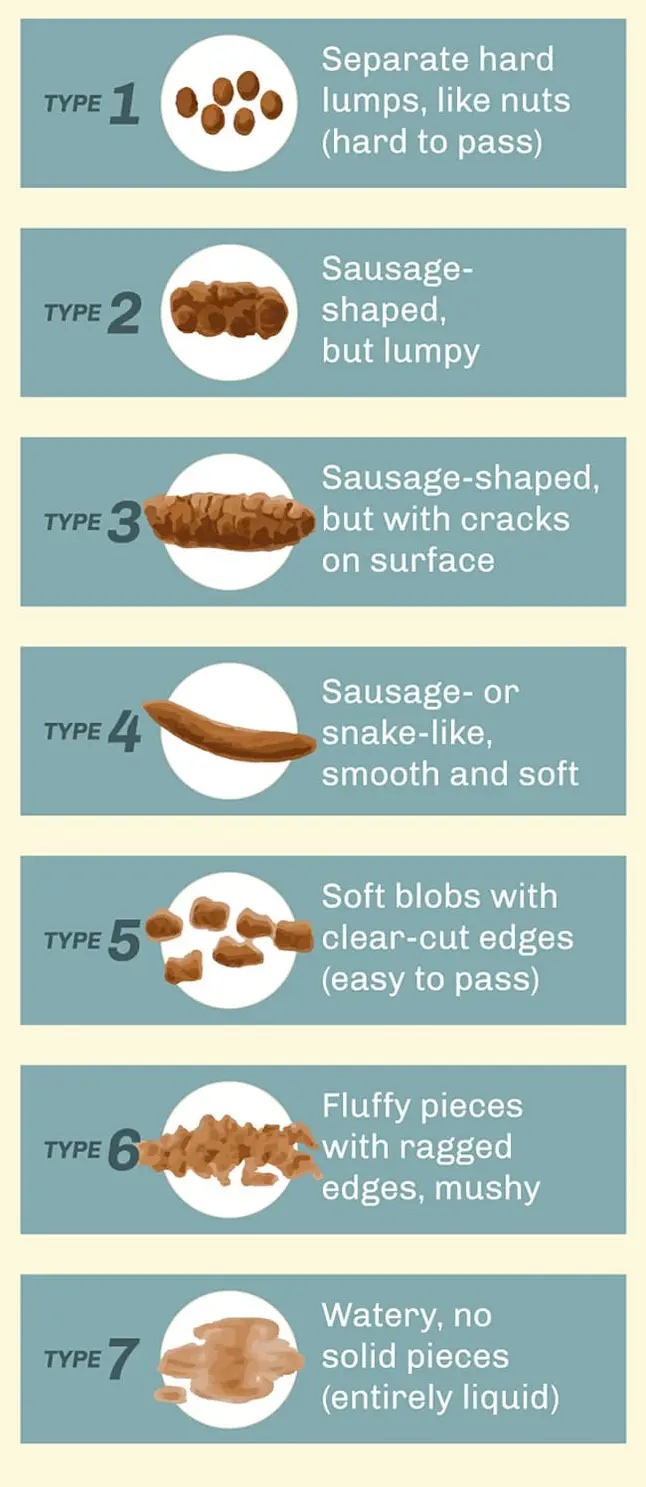 TYPE 1
Separate hard
lumps, like nuts
(hard to pass)
TYPE 2
Sausage-
shaped,
but lumpy
TYPE 3
Sausage-shaped,
but with cracks
on surface
TYPE 4
Sausage- or
snake-like,
smooth and soft
TYPE 5
Soft blobs with
clear-cut edges
(easy to pass)
TYPE 6
Fluffy pieces
with ragged
edges, mushy
TYPE 7
Watery, no
solid pieces
(entirely liquid)